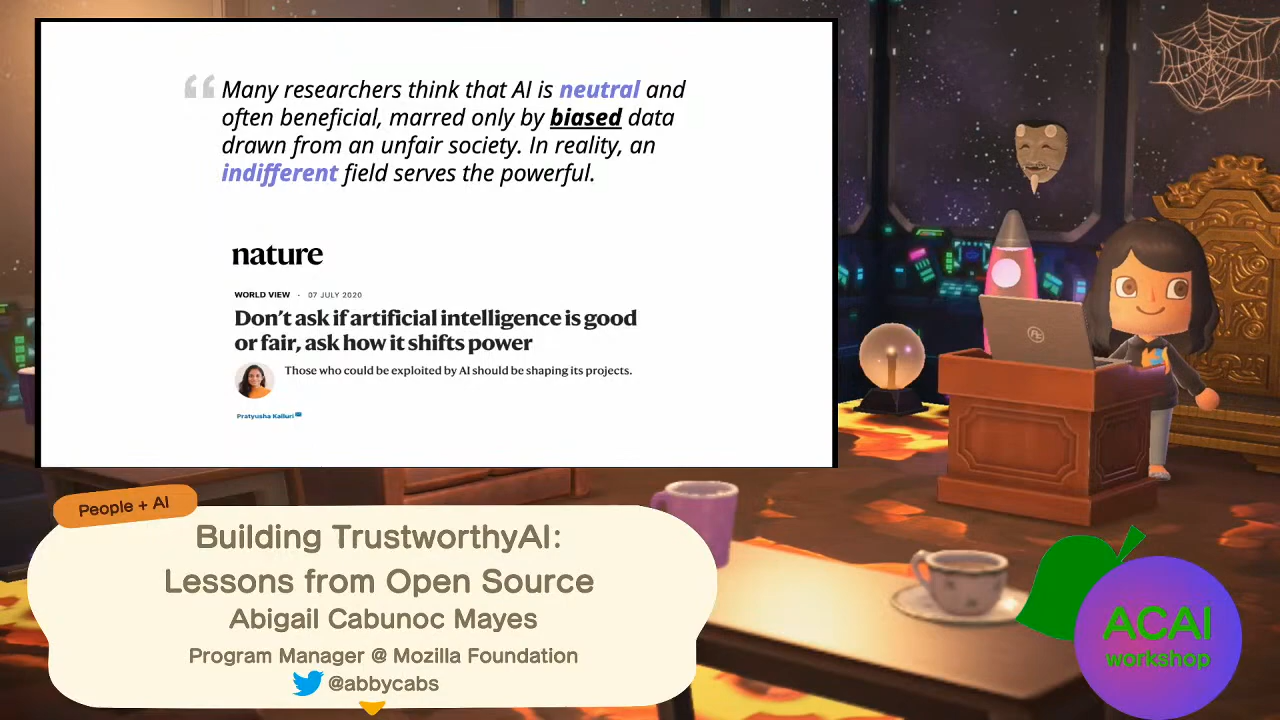 Many researchers think that AI is neutral and
often beneficial, marred only by biased data
drawn from an unfair society. In reality, an
indifferent field serves the powerful.
nature
WORLD VIEW · 07 JULY 2020
Don't ask if artificial intelligence is good
or fair, ask how it shifts power
Those who could be exploited by AI should be shaping its projects.
Pratyusha Kalluri
People + AI
Building TrustworthyAI:
Lessons from Open Source
Abigail Cabunoc Mayes
Program Manager @ Mozilla Foundation
@abbycabs
ACAI
workshop